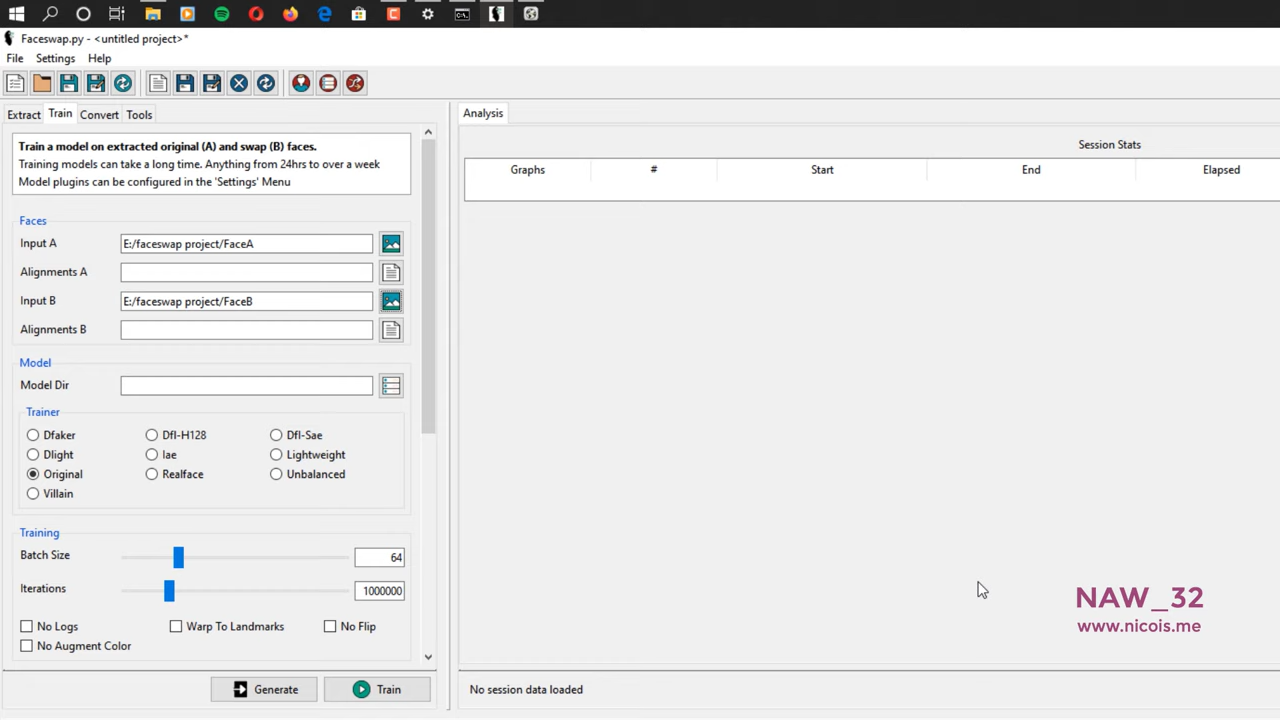 Faceswap.py - <untitled project>*
File Settings Help
Extract Train Convert Tools
Train a model on extracted original (A) and swap (B) faces.
Training models can take a long time. Anything from 24hrs to over a week
Model plugins can be configured in the 'Settings' Menu
Faces
Input A E:/faceswap project/FaceA
Alignments A
Input B E:/faceswap project/FaceB
Alignments B
Model
Model Dir
Trainer
Dfaker Dfl-H128 Dfl-Sae
Dlight Iae Lightweight
Original Realface Unbalanced
Villain
Training
Batch Size 64
Iterations 1000000
No Logs Warp To Landmarks No Flip
No Augment Color
Generate Train
Analysis
Session Stats
Graphs # Start End Elapsed
No session data loaded
NAW_32
www.nicois.me